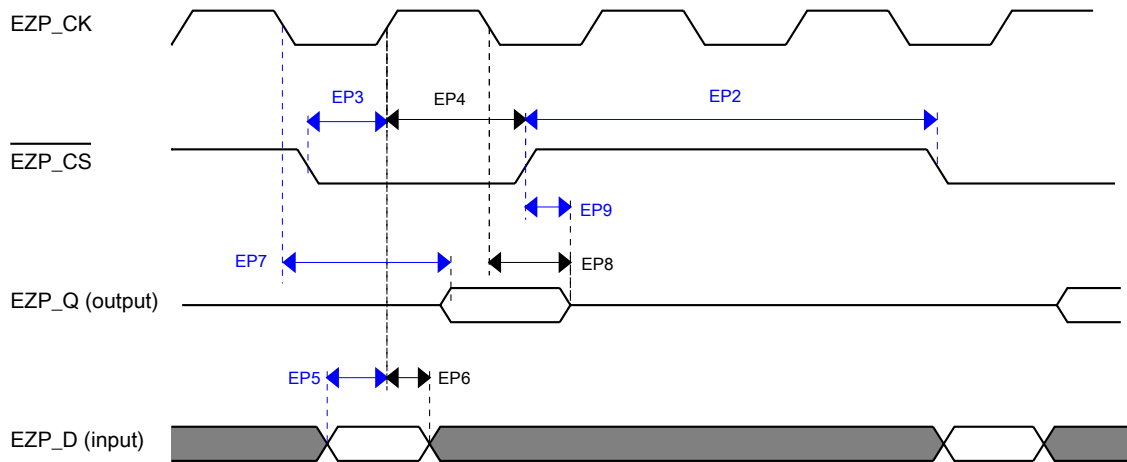 EZP_CK
EP3
EP4
EP2
EZP_CS
EP9
EP7
EP8
EZP_Q (output)
EP5
EP6
EZP_D (input)